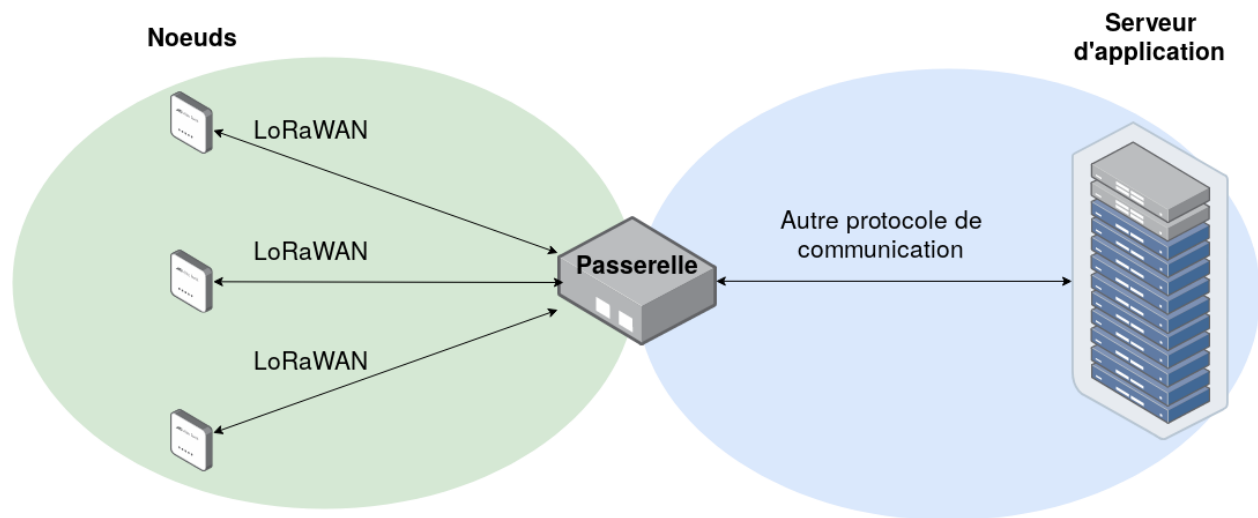 Noeuds
Serveur
d'application
LoRaWAN
LoRaWAN
LoRaWAN
Passerelle
Autre protocole de
communication